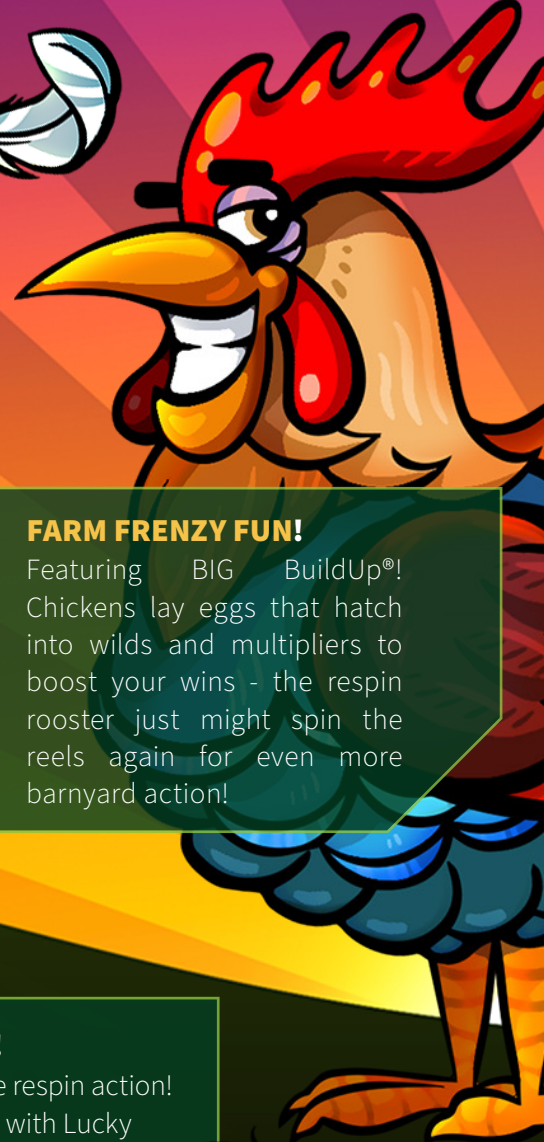 FARM FRENZY FUN!
Featuring BIG BuildUp®!
Chickens lay eggs that hatch
into wilds and multipliers to
boost your wins - the respin
rooster just might spin the
reels again for even more
barnyard action!
!
e respin action!
with Lucky